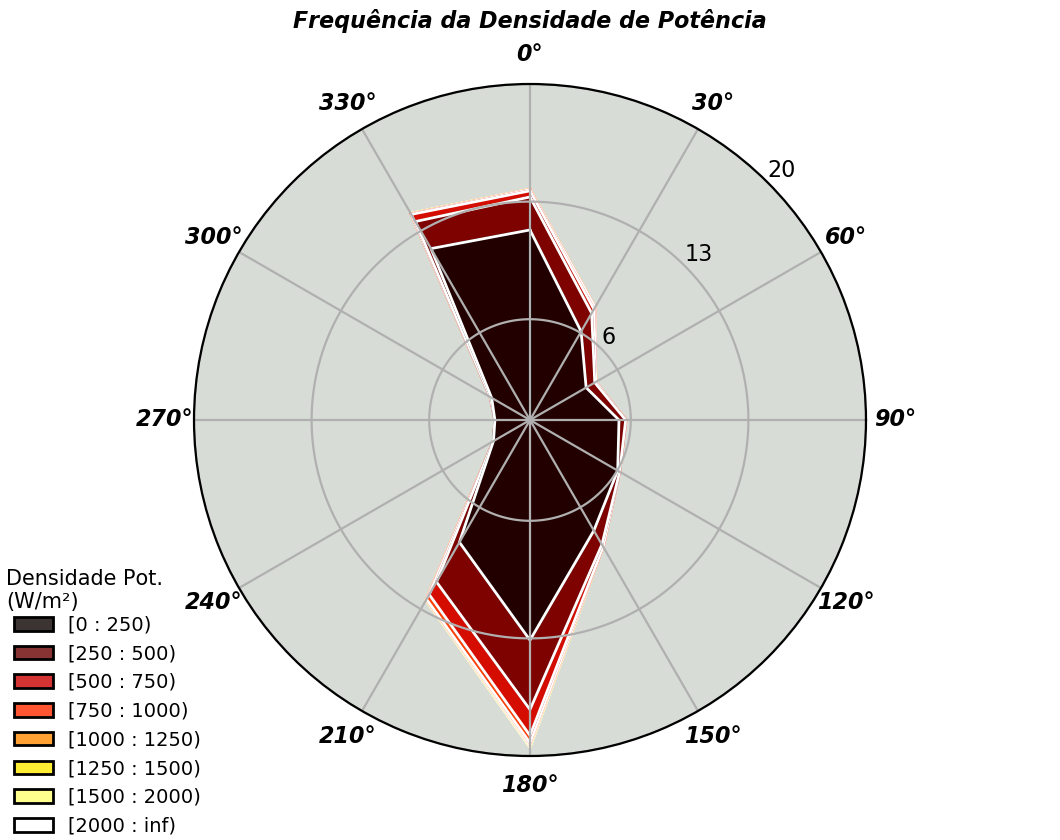 Frequência da Densidade de Potência
0°
330°
30°
20
300°
60°
13
6
270°
90°
240°
120°
210°
150°
180°
Densidade Pot.
(W/m²)
[0 : 250)
[250 : 500)
[500 : 750)
[750 : 1000)
[1000 : 1250)
[1250 : 1500)
[1500 : 2000)
[2000 : inf)